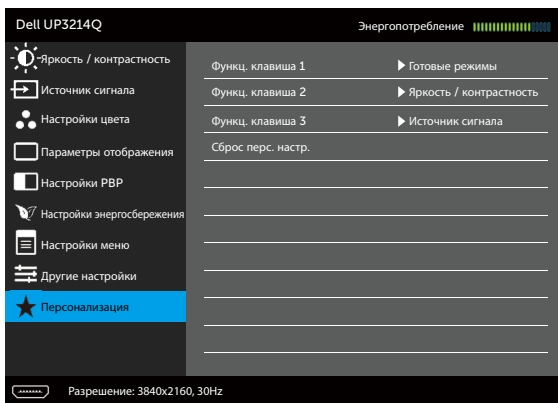 Dell UP3214Q
Энергопотребление
Яркость / контрастность
Источник сигнала
Настройки цвета
Параметры отображения
Настройки PBP
Настройки энергосбережения
Настройки меню
Другие настройки
Персонализация
Функц. клавиша 1
Готовые режимы
Функц. клавиша 2
Яркость / контрастность
Функц. клавиша 3
Источник сигнала
Сброс перс. настр.
Разрешение: 3840x2160, 30Hz